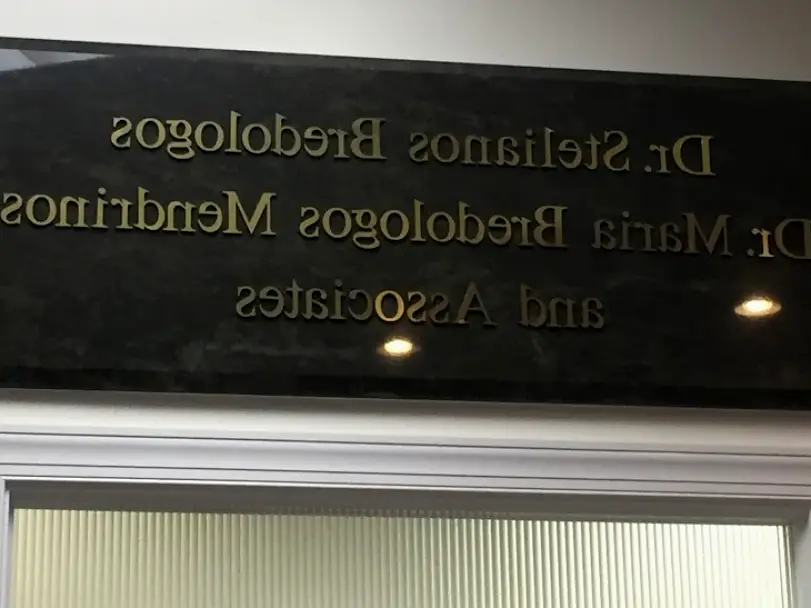 Dr. Stelianos Bredologos
Dr. Maria Bredologos Mendrinos
and Associates